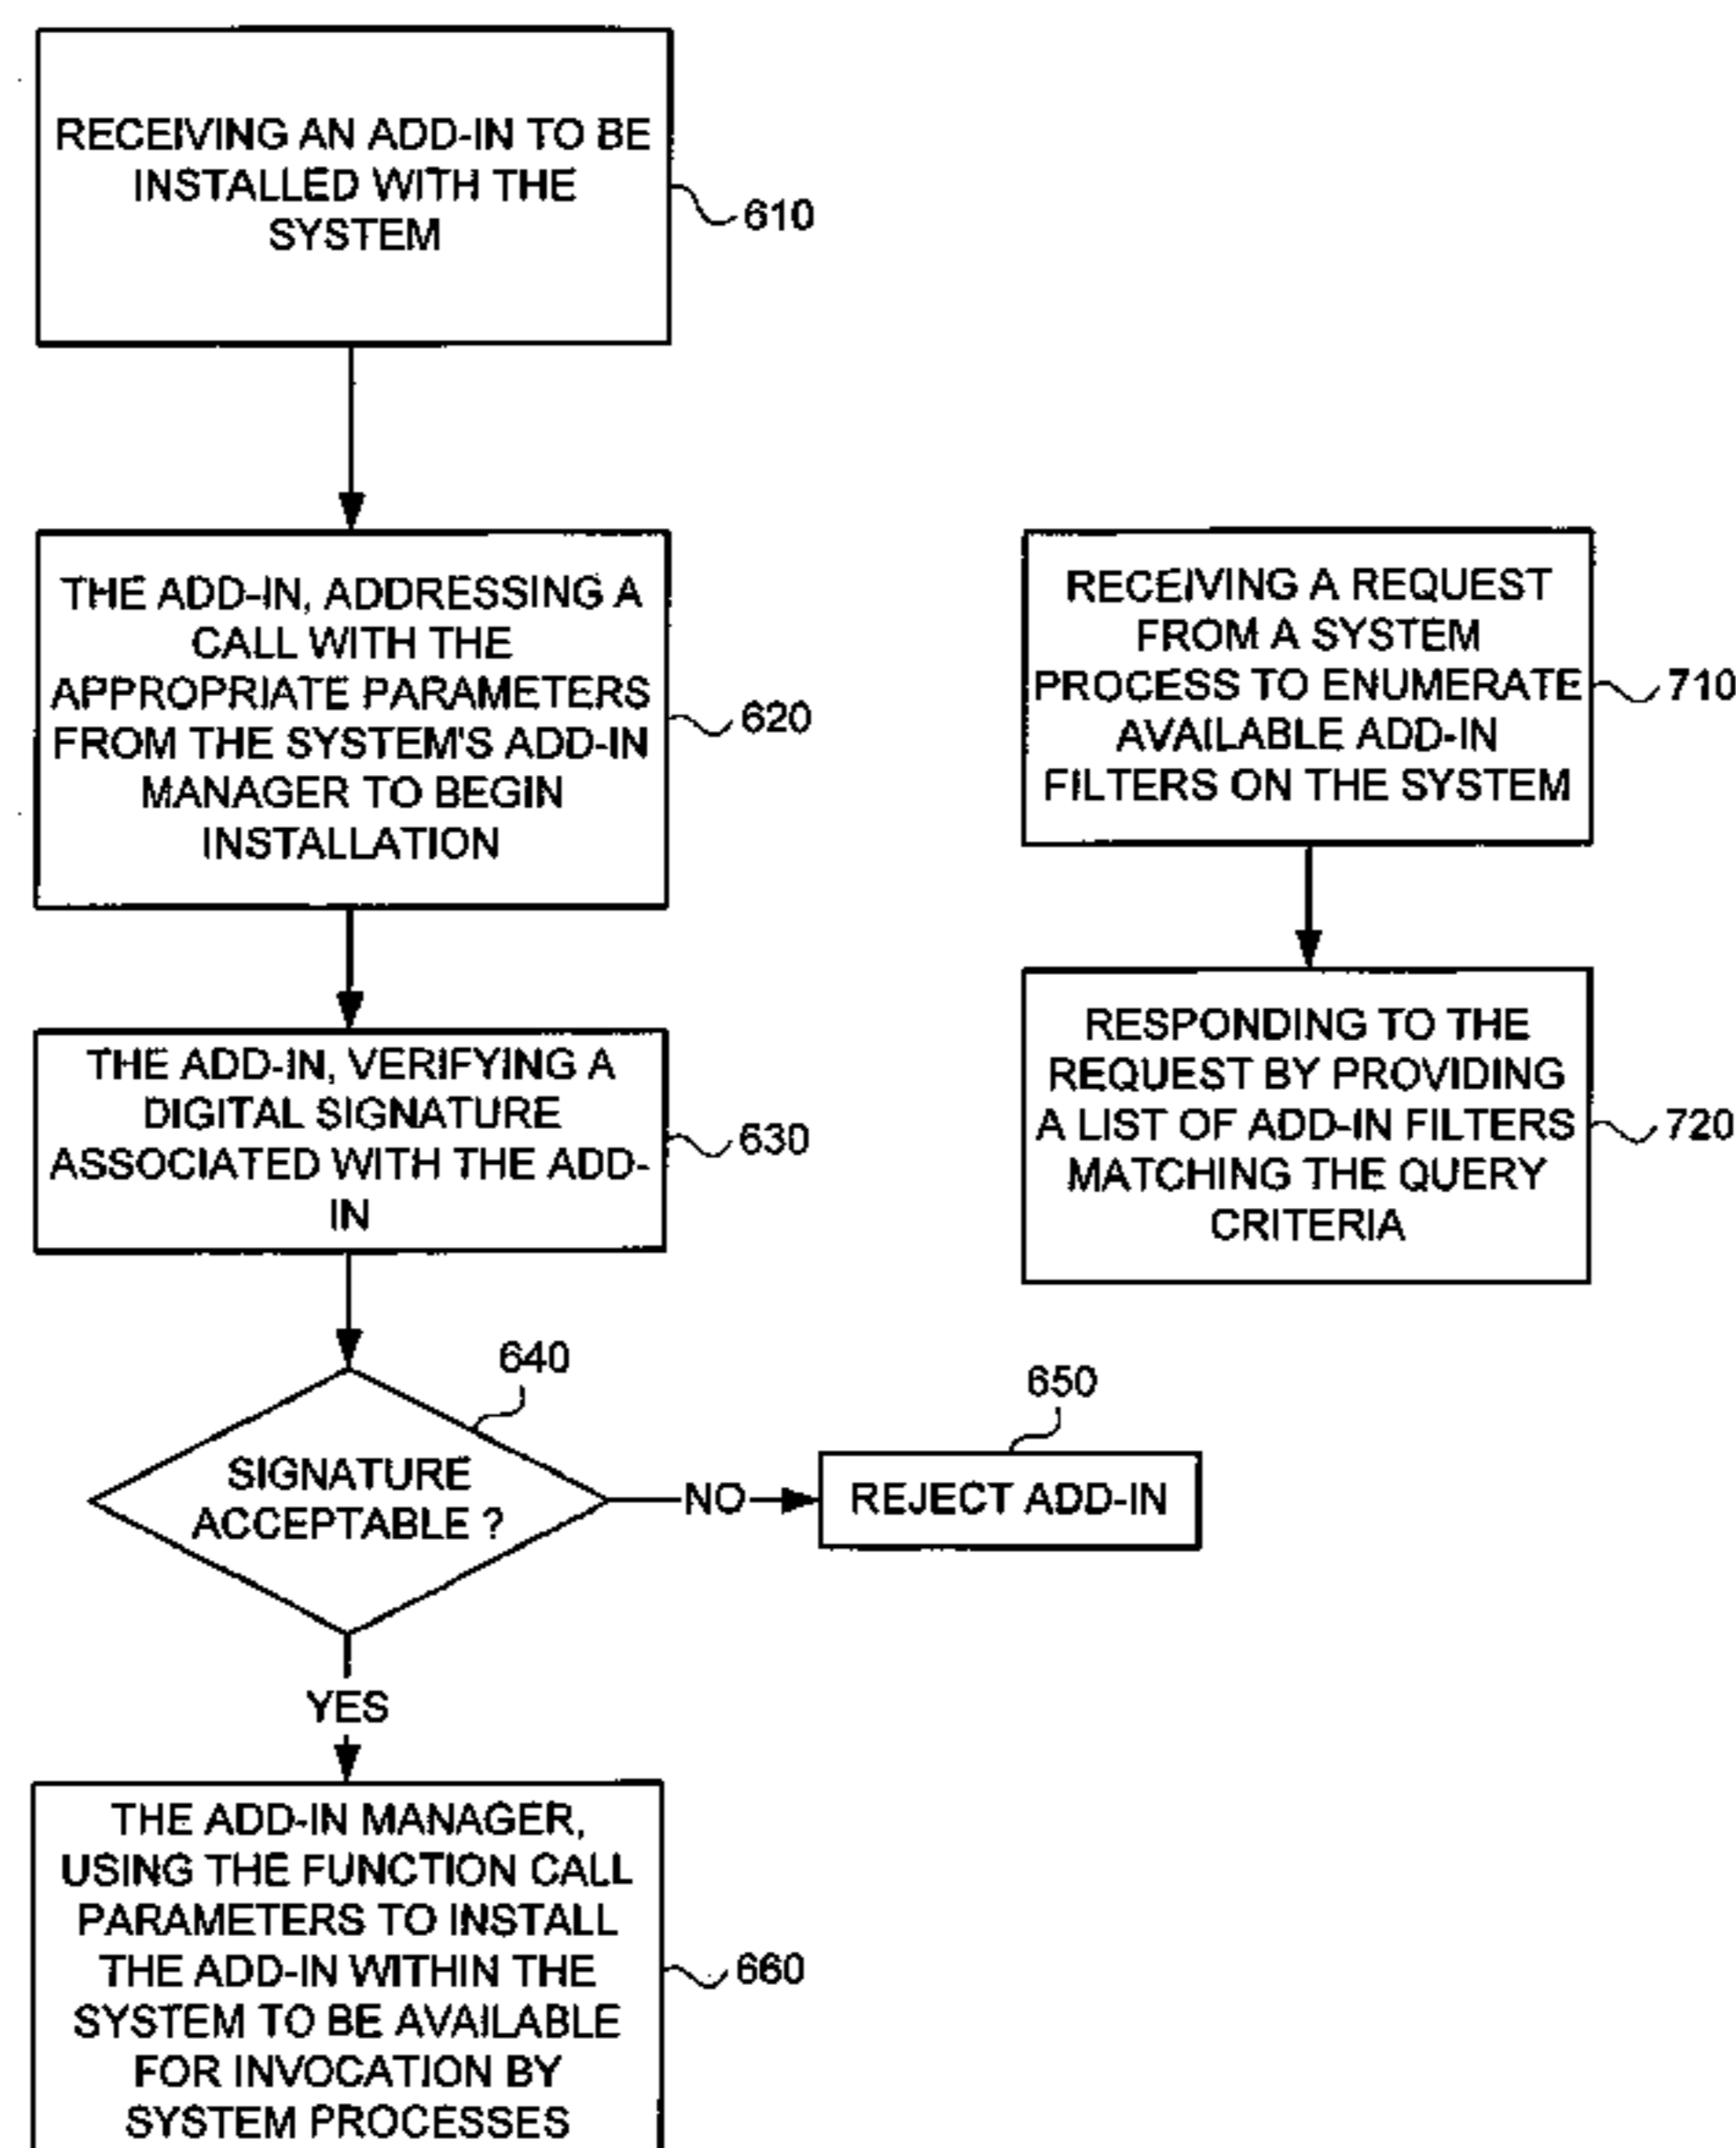 RECEIVING AN ADD-IN TO BE
INSTALLED WITH THE
SYSTEM
610
THE ADD-IN, ADDRESSING A
CALL WITH THE
APPROPRIATE PARAMETERS
FROM THE SYSTEM'S ADD-IN
MANAGER TO BEGIN
INSTALLATION
620
THE ADD-IN, VERIFYING A
DIGITAL SIGNATURE
ASSOCIATED WITH THE ADD-
IN
630
640
SIGNATURE
ACCEPTABLE ?
NO
650
REJECT ADD-IN
YES
THE ADD-IN MANAGER,
USING THE FUNCTION CALL
PARAMETERS TO INSTALL
THE ADD-IN WITHIN THE
SYSTEM TO BE AVAILABLE
FOR INVOCATION BY
SYSTEM PROCESSES
660
RECEIVING A REQUEST
FROM A SYSTEM
PROCESS TO ENUMERATE
AVAILABLE ADD-IN
FILTERS ON THE SYSTEM
710
RESPONDING TO THE
REQUEST BY PROVIDING
A LIST OF ADD-IN FILTERS
MATCHING THE QUERY
CRITERIA
720